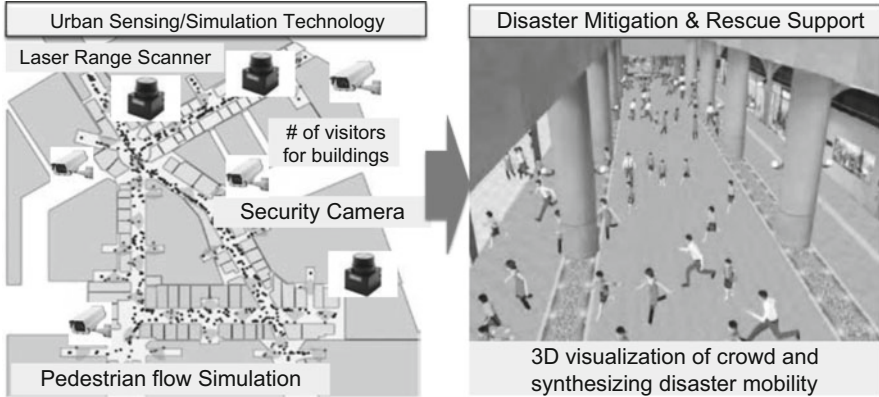 Urban Sensing/Simulation Technology
Laser Range Scanner
# of visitors
for buildings
Security Camera
Pedestrian flow Simulation
Disaster Mitigation & Rescue Support
3D visualization of crowd and
synthesizing disaster mobility